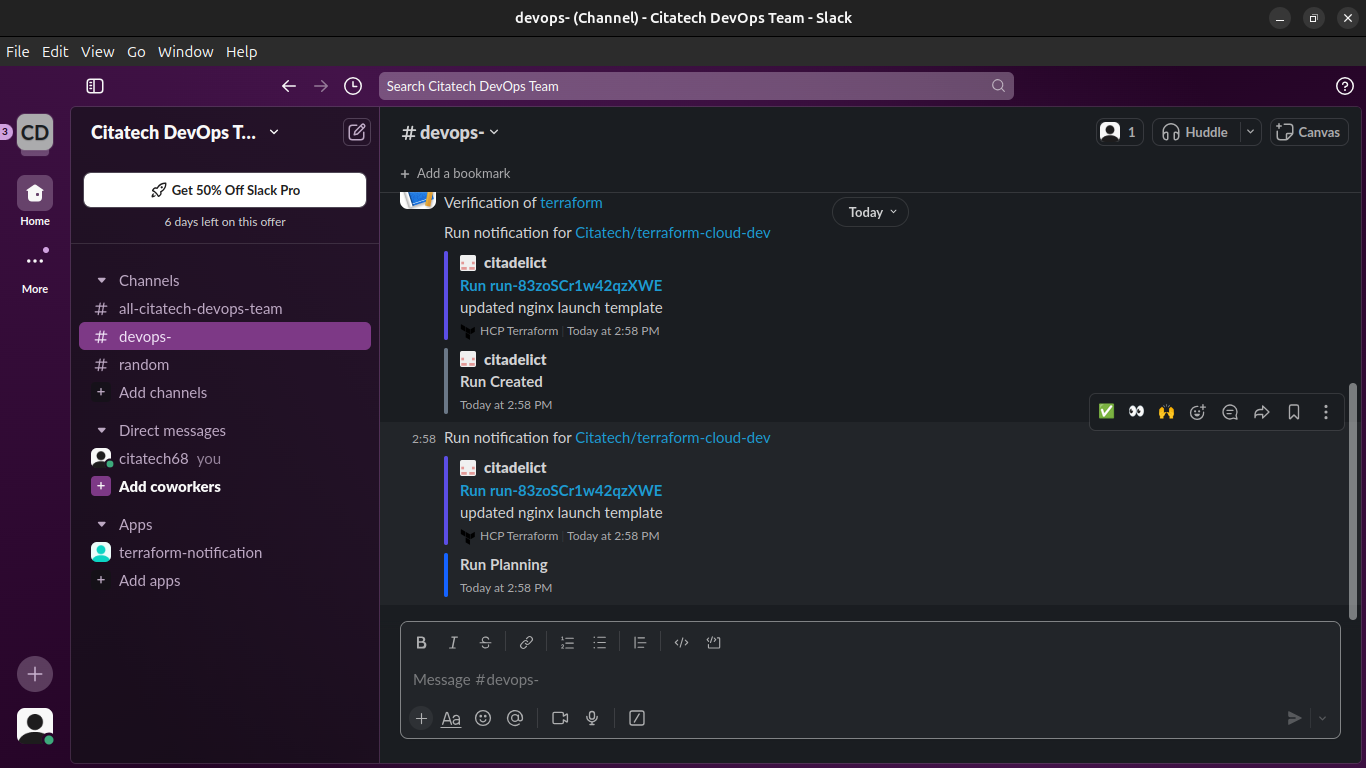 devops- (Channel) - Citatech DevOps Team - Slack
File Edit View Go Window Help
Search Citatech DevOps Team
3
CD
Home
More
Citatech DevOps T...
Get 50% Off Slack Pro
6 days left on this offer
Channels
# all-citatech-devops-team
# devops-
# random
+ Add channels
Direct messages
citatech68 you
+ Add coworkers
Apps
terraform-notification
+ Add apps
# devops-
1
Huddle
Canvas
+ Add a bookmark
Today
Verification of terraform
Run notification for Citatech/terraform-cloud-dev
citadelict
Run run-83zoSCr1w42qzXWE
updated nginx launch template
HCP Terraform | Today at 2:58 PM
citadelict
Run Created
Today at 2:58 PM
2:58 Run notification for Citatech/terraform-cloud-dev
citadelict
Run run-83zoSCr1w42qzXWE
updated nginx launch template
HCP Terraform | Today at 2:58 PM
Run Planning
Today at 2:58 PM
B I S
Message #devops-
+ Aa @